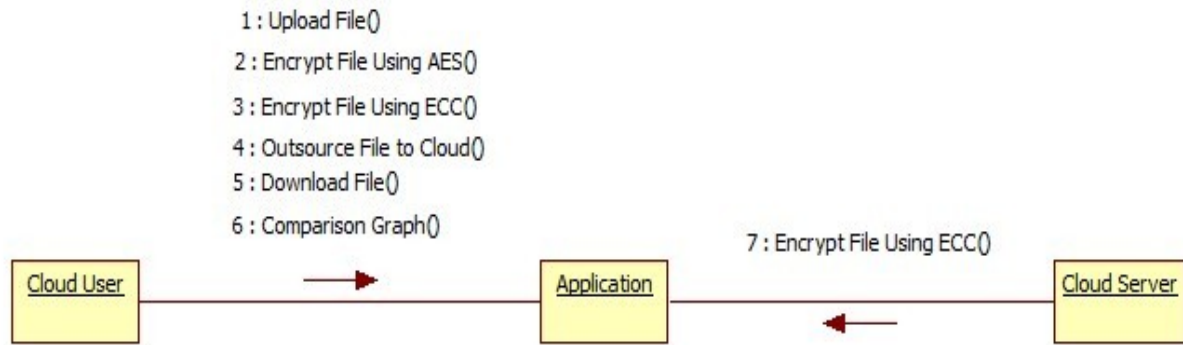 1 : Upload File()
2 : Encrypt File Using AES()
3 : Encrypt File Using ECC()
4 : Outsource File to Cloud()
5 : Download File()
6 : Comparison Graph()
7 : Encrypt File Using ECC()
Cloud User
Application
Cloud Server